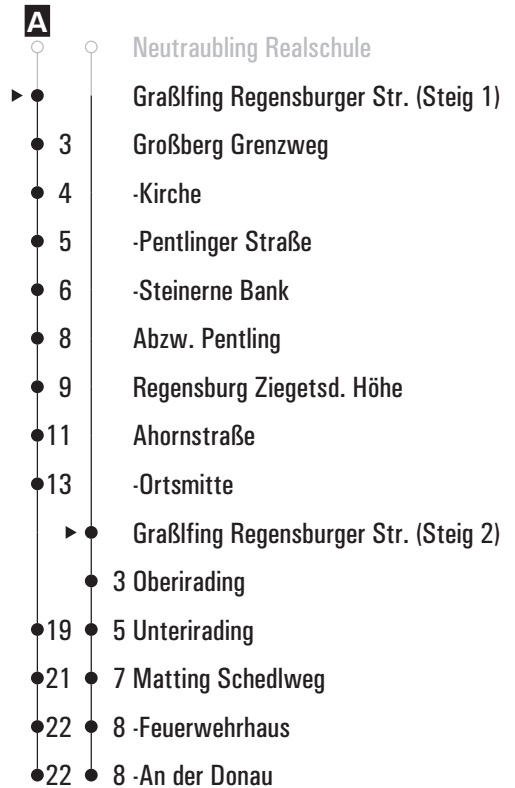 A
Neutraubling Realschule
Graßlfing Regensburger Str. (Steig 1)
3 Großberg Grenzweg
4 -Kirche
5 -Pentlinger Straße
6 -Steinerne Bank
8 Abzw. Pentling
9 Regensburg Ziegetsd. Höhe
11 Ahornstraße
13 -Ortsmitte
Graßlfing Regensburger Str. (Steig 2)
3 Oberirading
19 5 Unterirading
21 7 Matting Schedlweg
22 8 -Feuerwehrhaus
22 8 -An der Donau